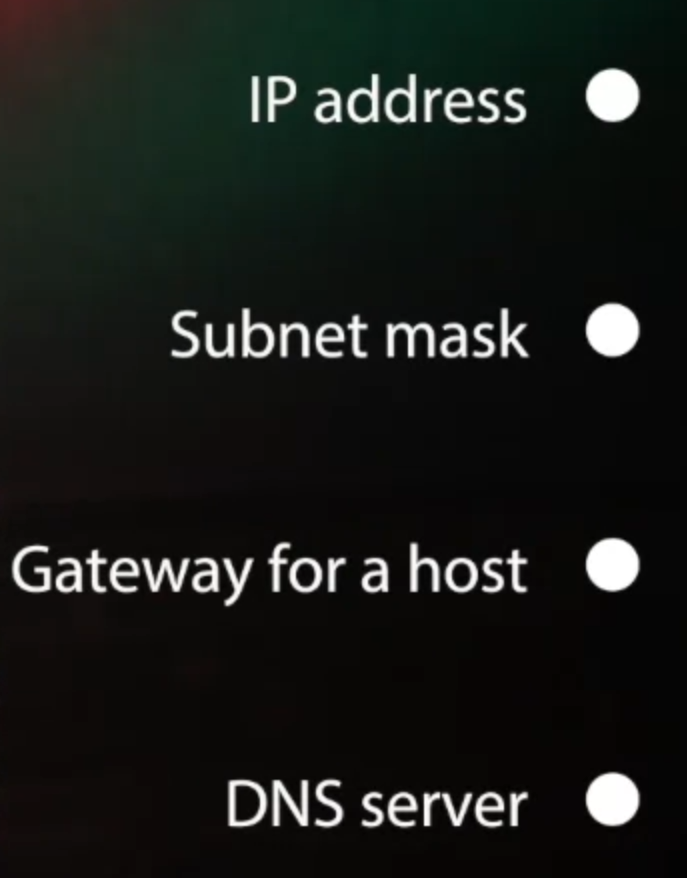 IP address
Subnet mask
Gateway for a host
DNS server